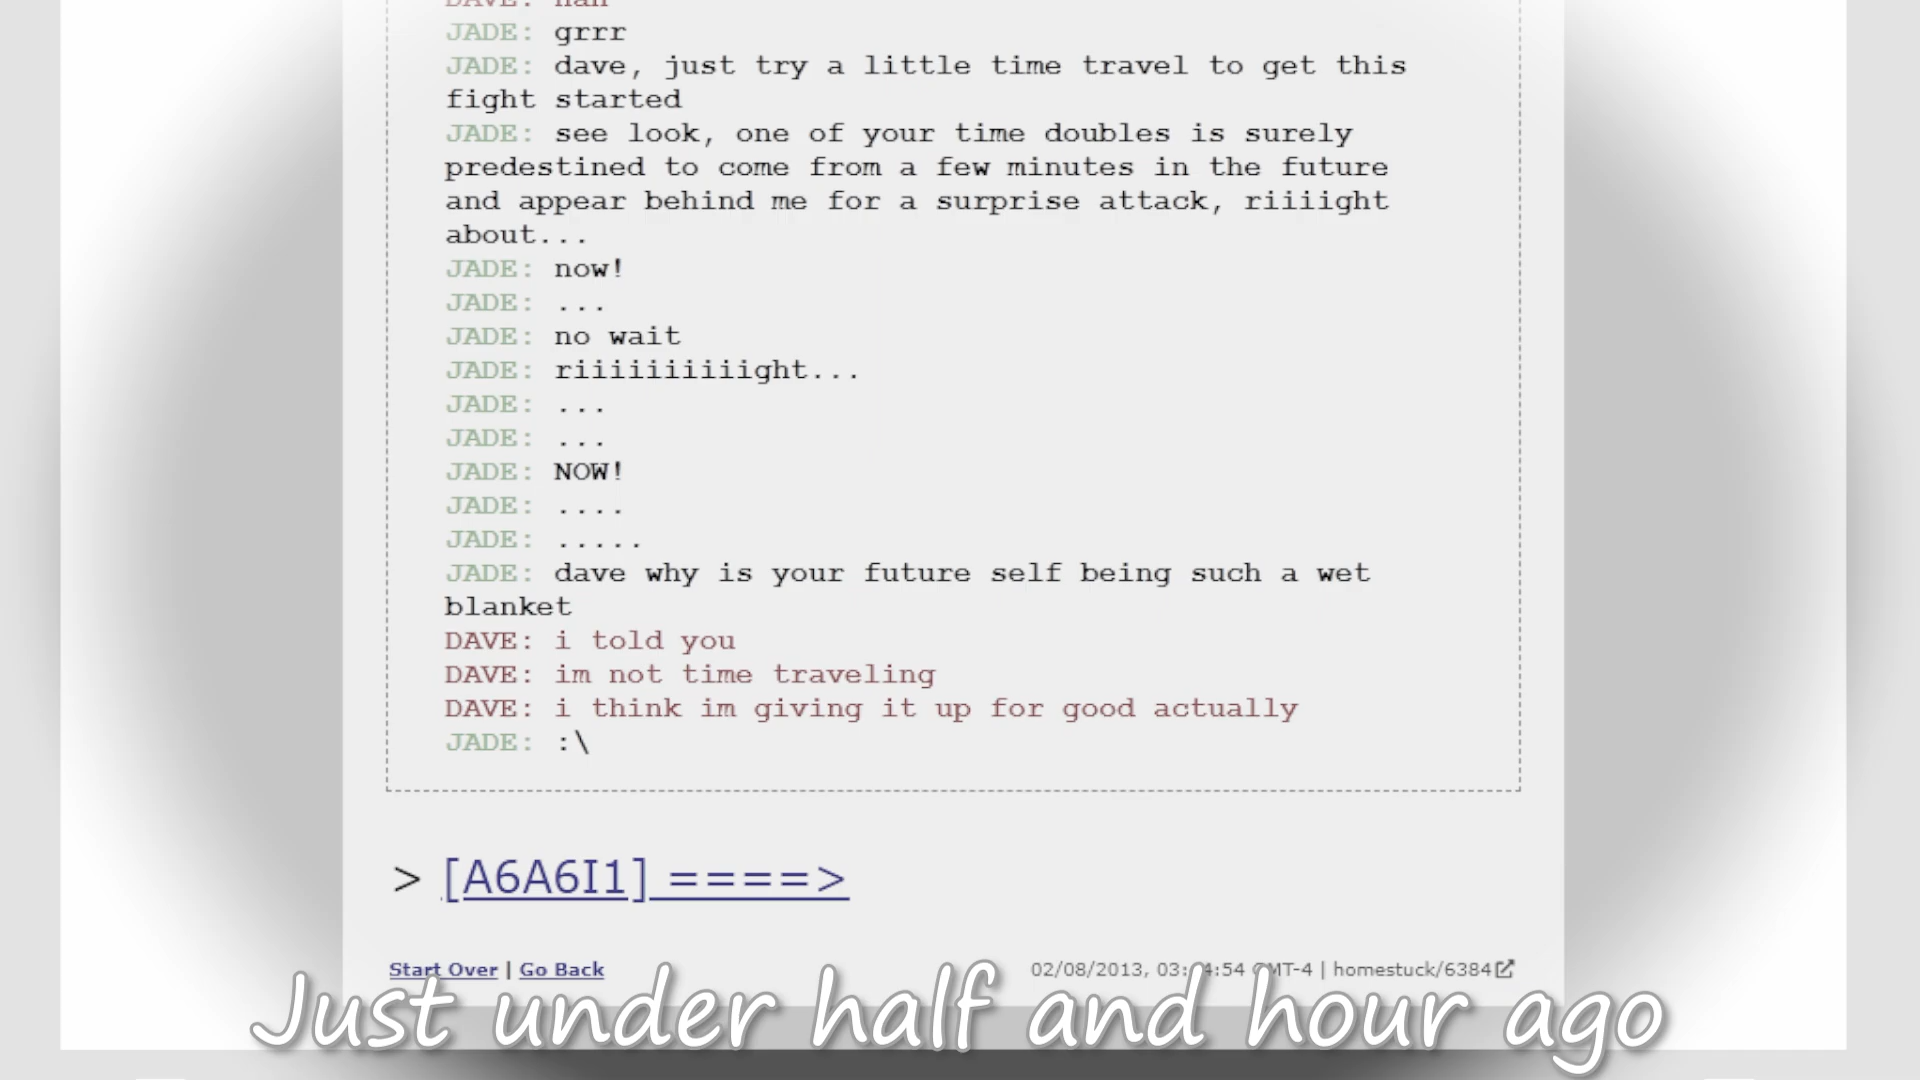 DAVE: nah
JADE: grrr
JADE: dave, just try a little time travel to get this
fight started
JADE: see look, one of your time doubles is surely
predestined to come from a few minutes in the future
and appear behind me for a surprise attack, riiiight
about...
JADE: now!
JADE: ...
JADE: no wait
JADE: riiiiiiiiiight...
JADE: ...
JADE: ...
JADE: NOW!
JADE: ....
JADE: .....
JADE: dave why is your future self being such a wet
blanket
DAVE: i told you
DAVE: im not time traveling
DAVE: i think im giving it up for good actually
JADE: :\
> [A6A6I1] ====>
Start Over | Go Back
02/08/2013, GMT-4 | homestuck/6384
Just under half and hour ago